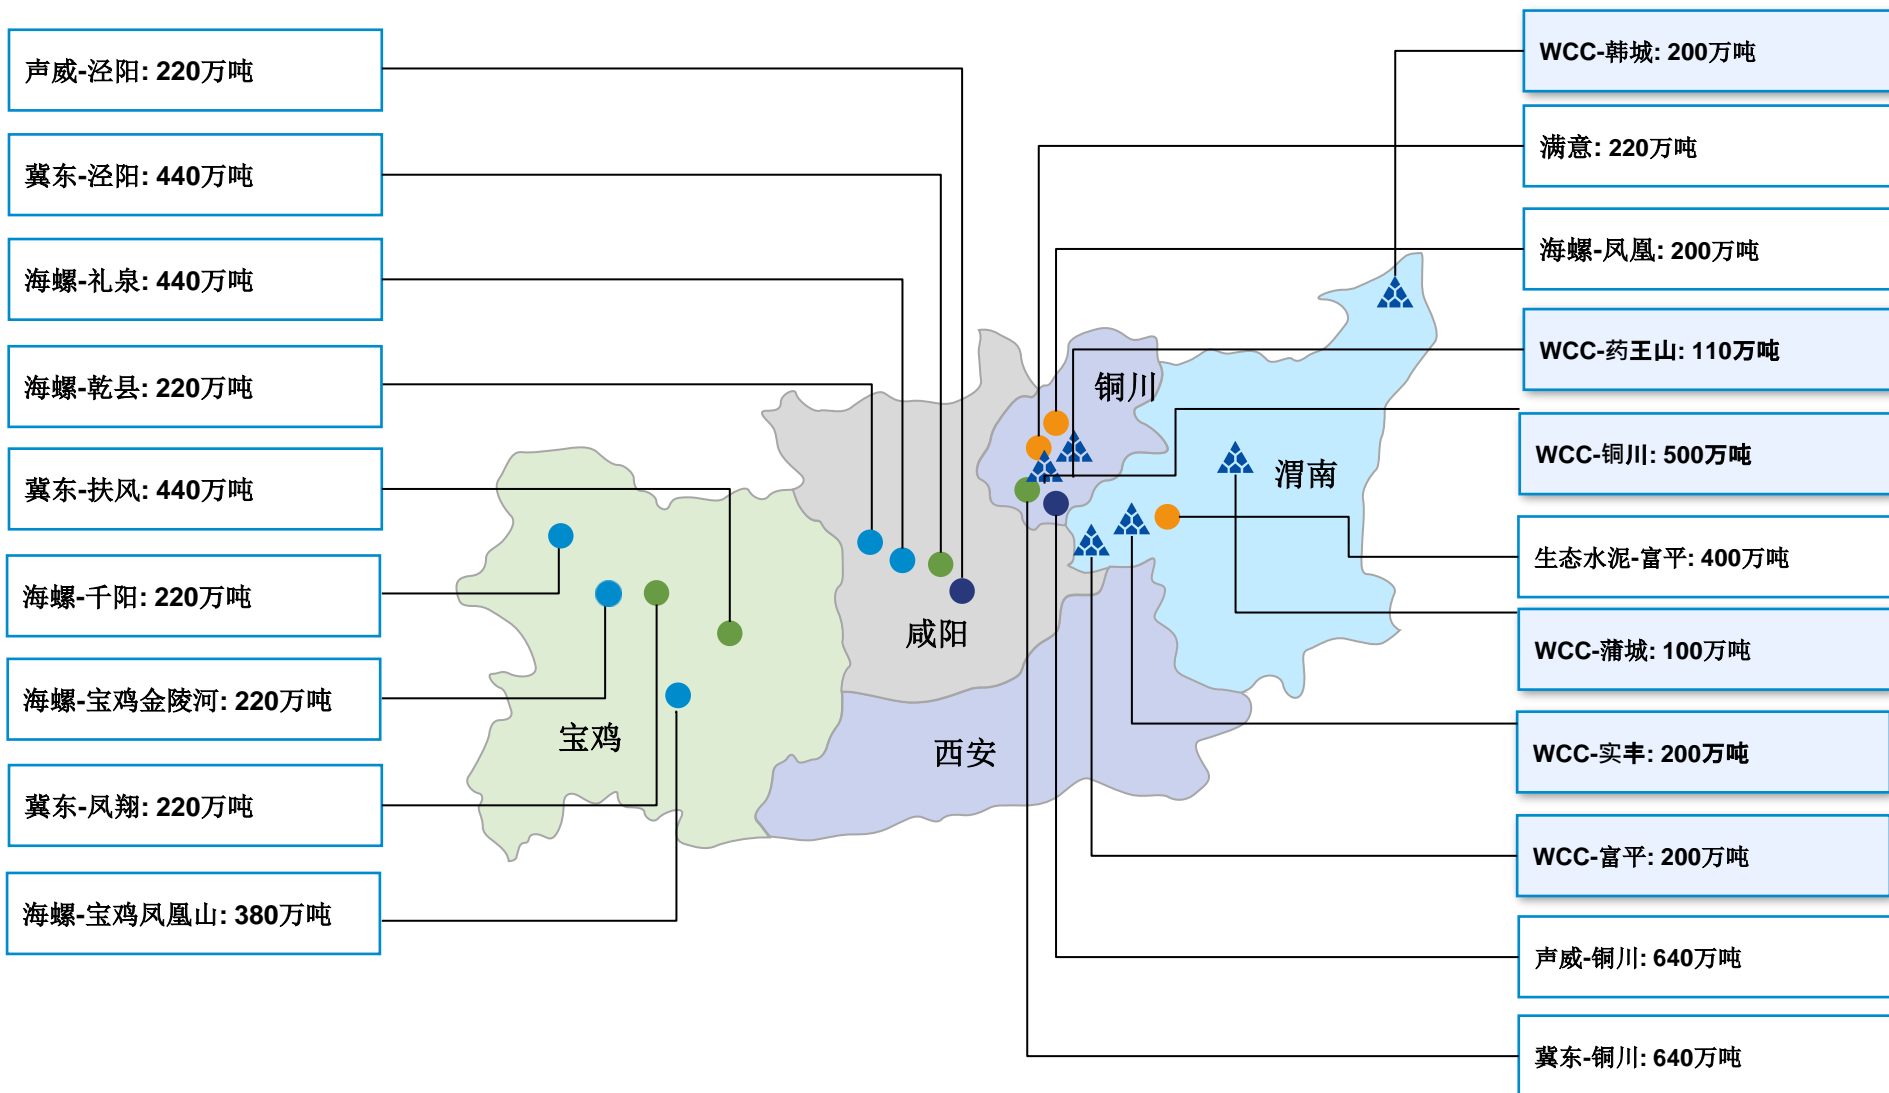 声威-泾阳: 220万吨
冀东-泾阳: 440万吨
海螺-礼泉: 440万吨
海螺-乾县: 220万吨
冀东-扶风: 440万吨
海螺-千阳: 220万吨
海螺-宝鸡金陵河: 220万吨
冀东-凤翔: 220万吨
海螺-宝鸡凤凰山: 380万吨
铜川
渭南
咸阳
宝鸡
西安
WCC-韩城: 200万吨
满意: 220万吨
海螺-凤凰: 200万吨
WCC-药王山: 110万吨
WCC-铜川: 500万吨
生态水泥-富平: 400万吨
WCC-蒲城: 100万吨
WCC-实丰: 200万吨
WCC-富平: 200万吨
声威-铜川: 640万吨
冀东-铜川: 640万吨